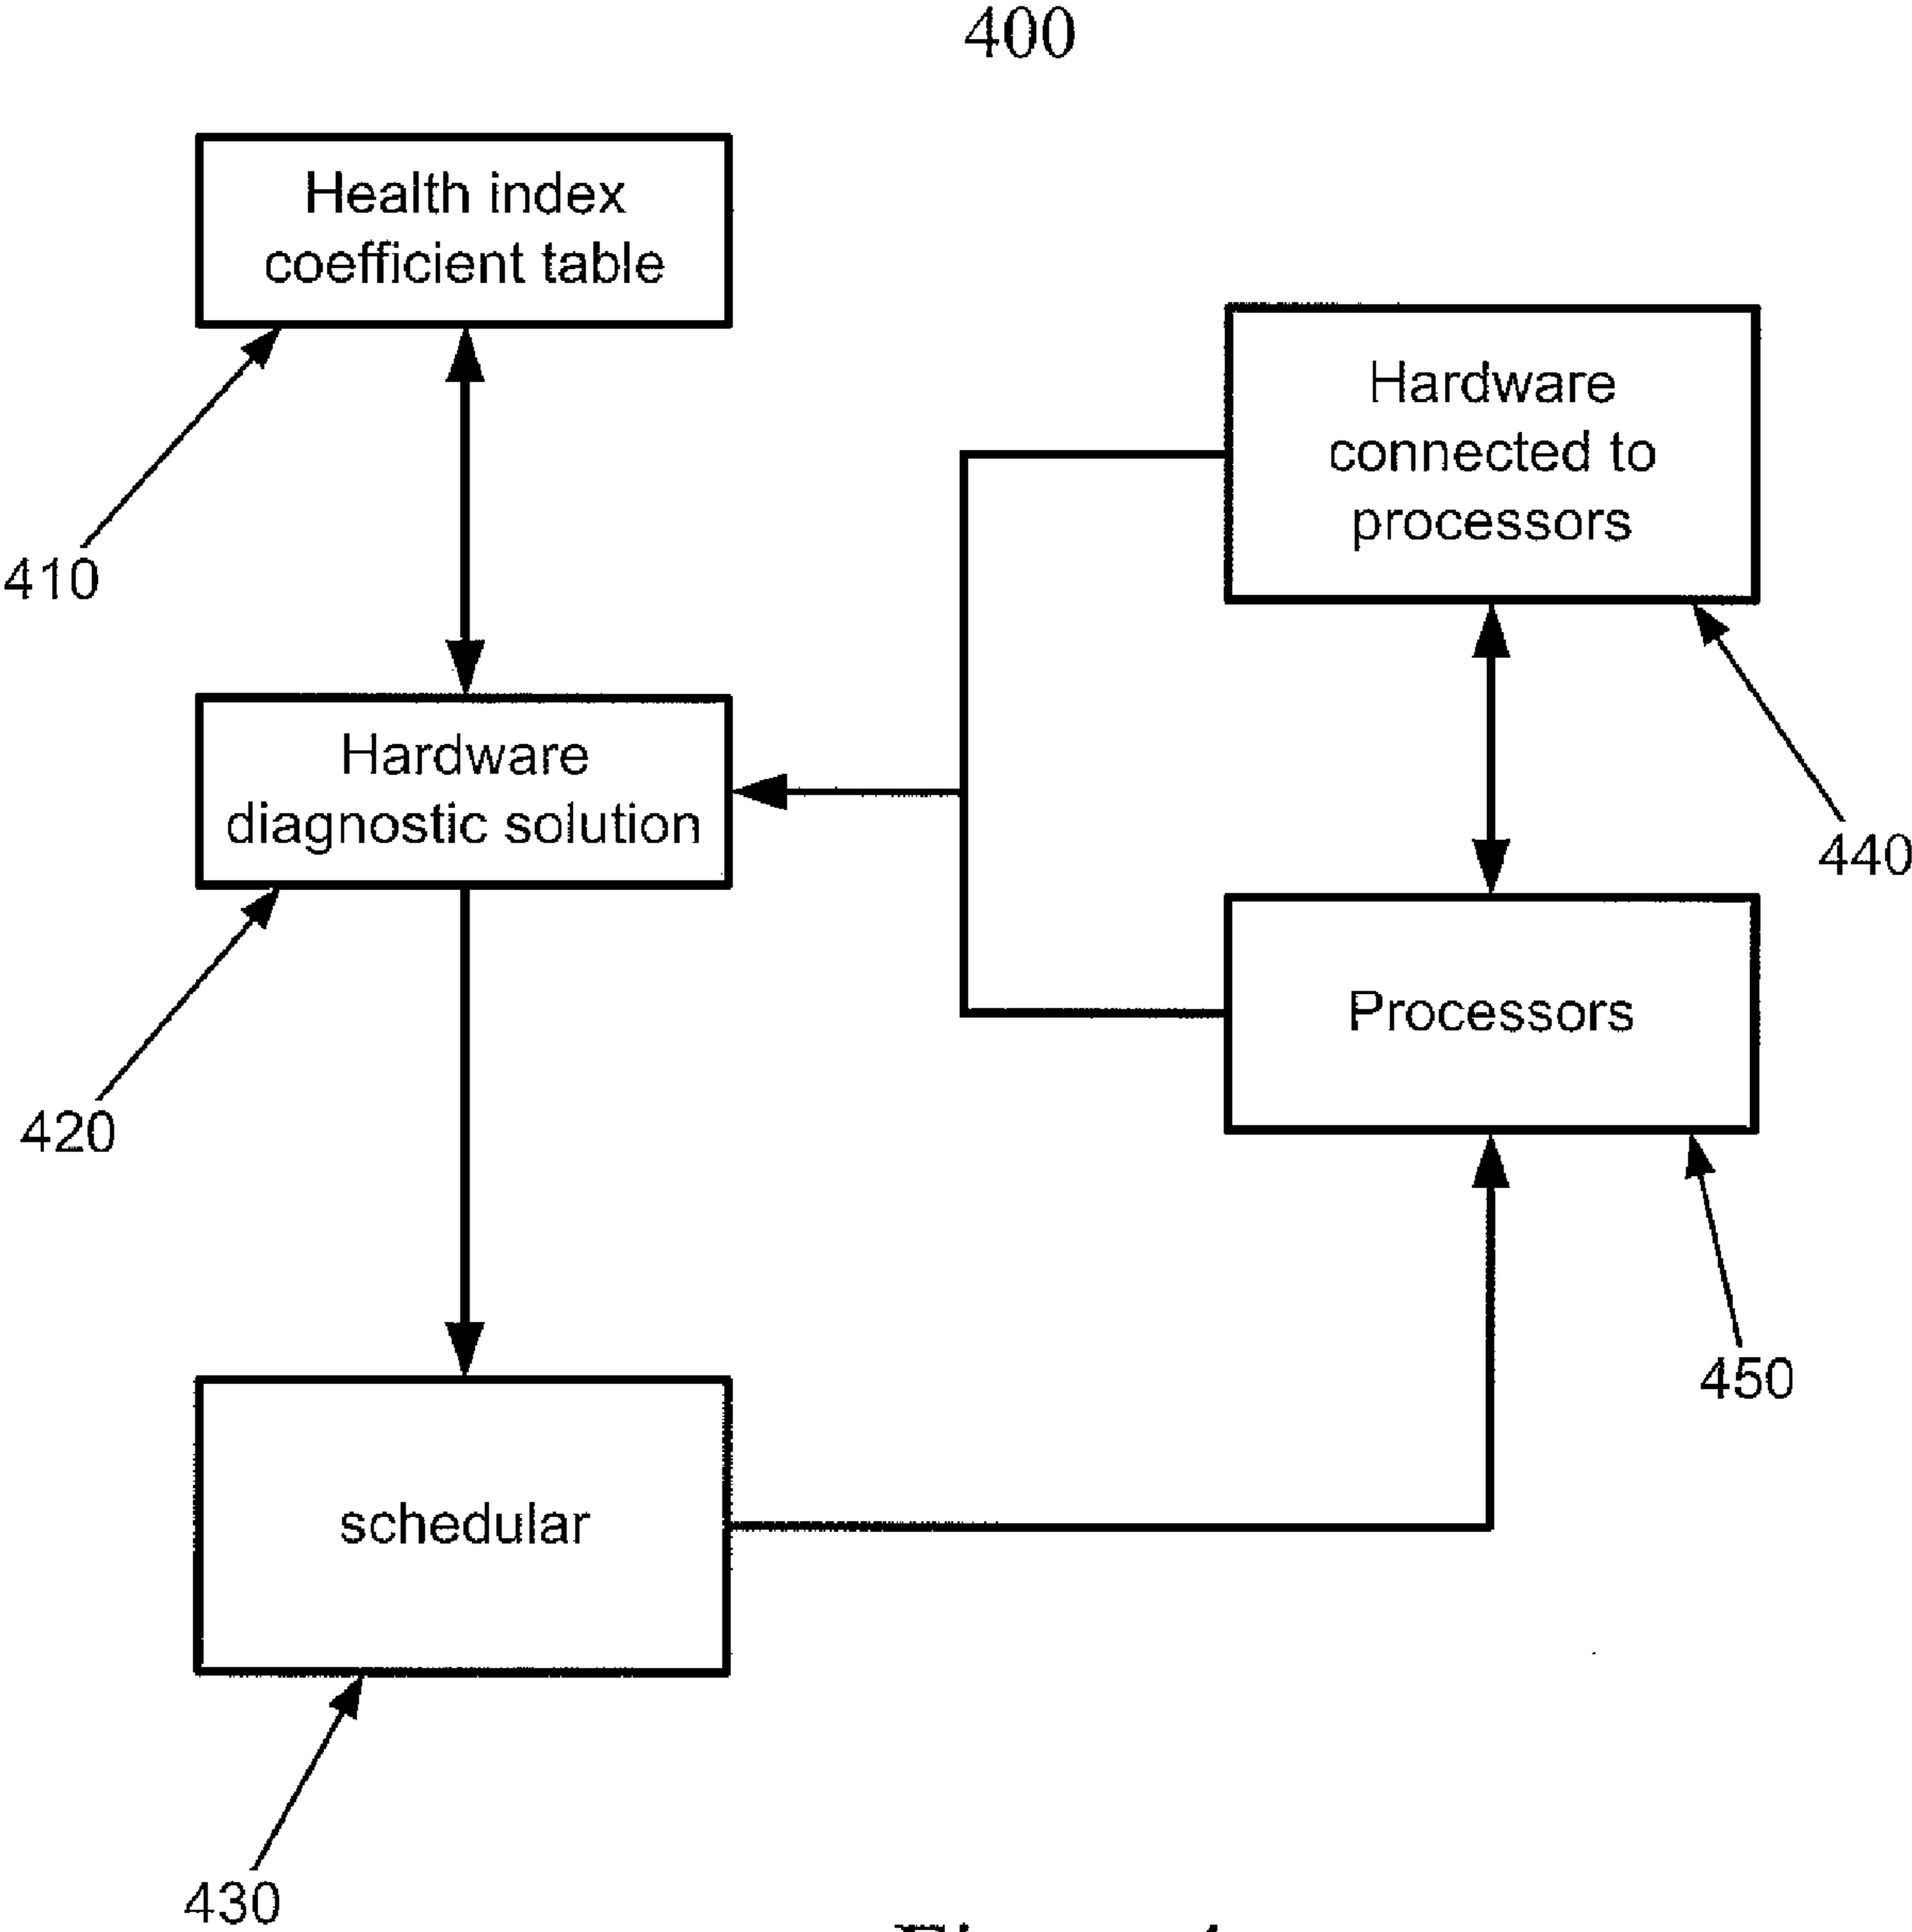 400
Health index
coefficient table
410
Hardware
connected to
processors
440
Hardware
diagnostic solution
420
Processors
450
schedular
430